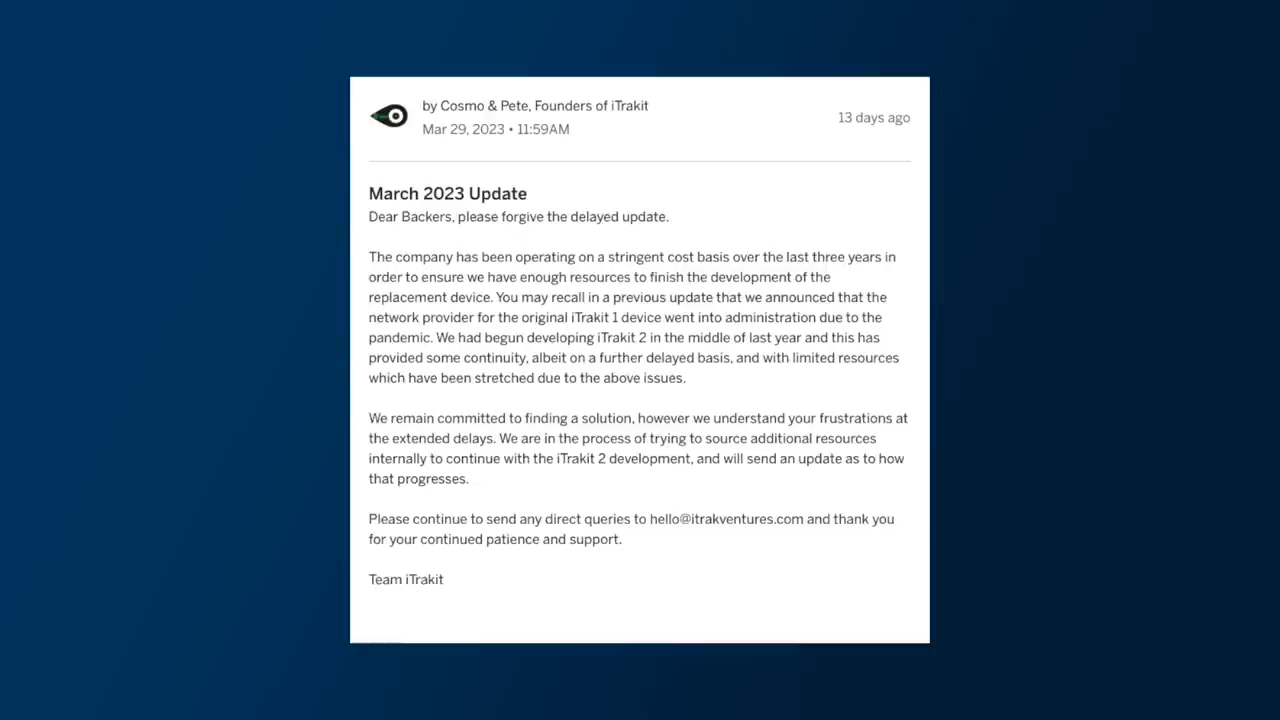 by Cosmo & Pete, Founders of iTrakit
Mar 29, 2023 • 11:59AM
13 days ago
March 2023 Update
Dear Backers, please forgive the delayed update.
The company has been operating on a stringent cost basis over the last three years in
order to ensure we have enough resources to finish the development of the
replacement device. You may recall in a previous update that we announced that the
network provider for the original iTrakit 1 device went into administration due to the
pandemic. We had begun developing iTrakit 2 in the middle of last year and this has
provided some continuity, albeit on a further delayed basis, and with limited resources
which have been stretched due to the above issues.
We remain committed to finding a solution, however we understand your frustrations at
the extended delays. We are in the process of trying to source additional resources
internally to continue with the iTrakit 2 development, and will send an update as to how
that progresses.
Please continue to send any direct queries to hello@itrakventures.com and thank you
for your continued patience and support.
Team iTrakit